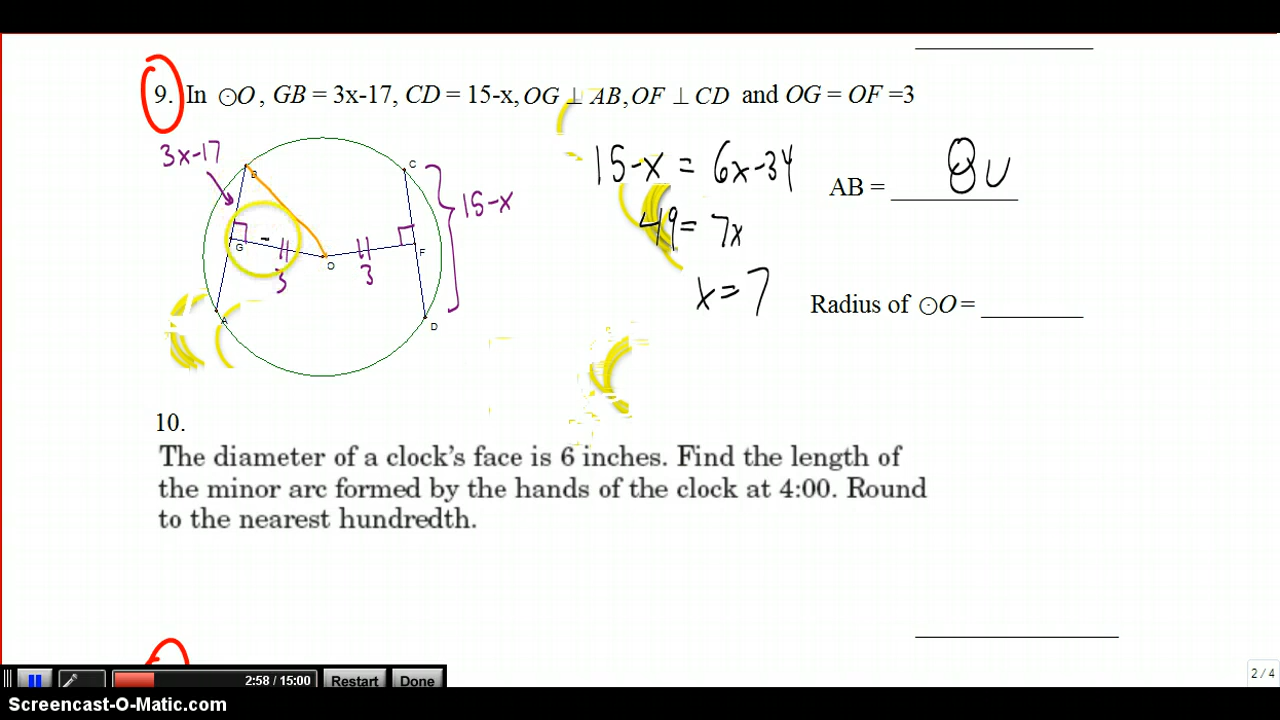 9. In ⊙O, GB = 3x-17, CD = 15-x, OG ⊥ AB, OF ⊥ CD and OG = OF =3
3x-17
B
C
15-x
G
F
O
3
3
A
D
15-x = 6x-34
49 = 7x
x = 7
AB = 8u
Radius of ⊙O =
10.
The diameter of a clock's face is 6 inches. Find the length of
the minor arc formed by the hands of the clock at 4:00. Round
to the nearest hundredth.
2 / 4
2:58 / 15:00 Restart Done
Screencast-O-Matic.com